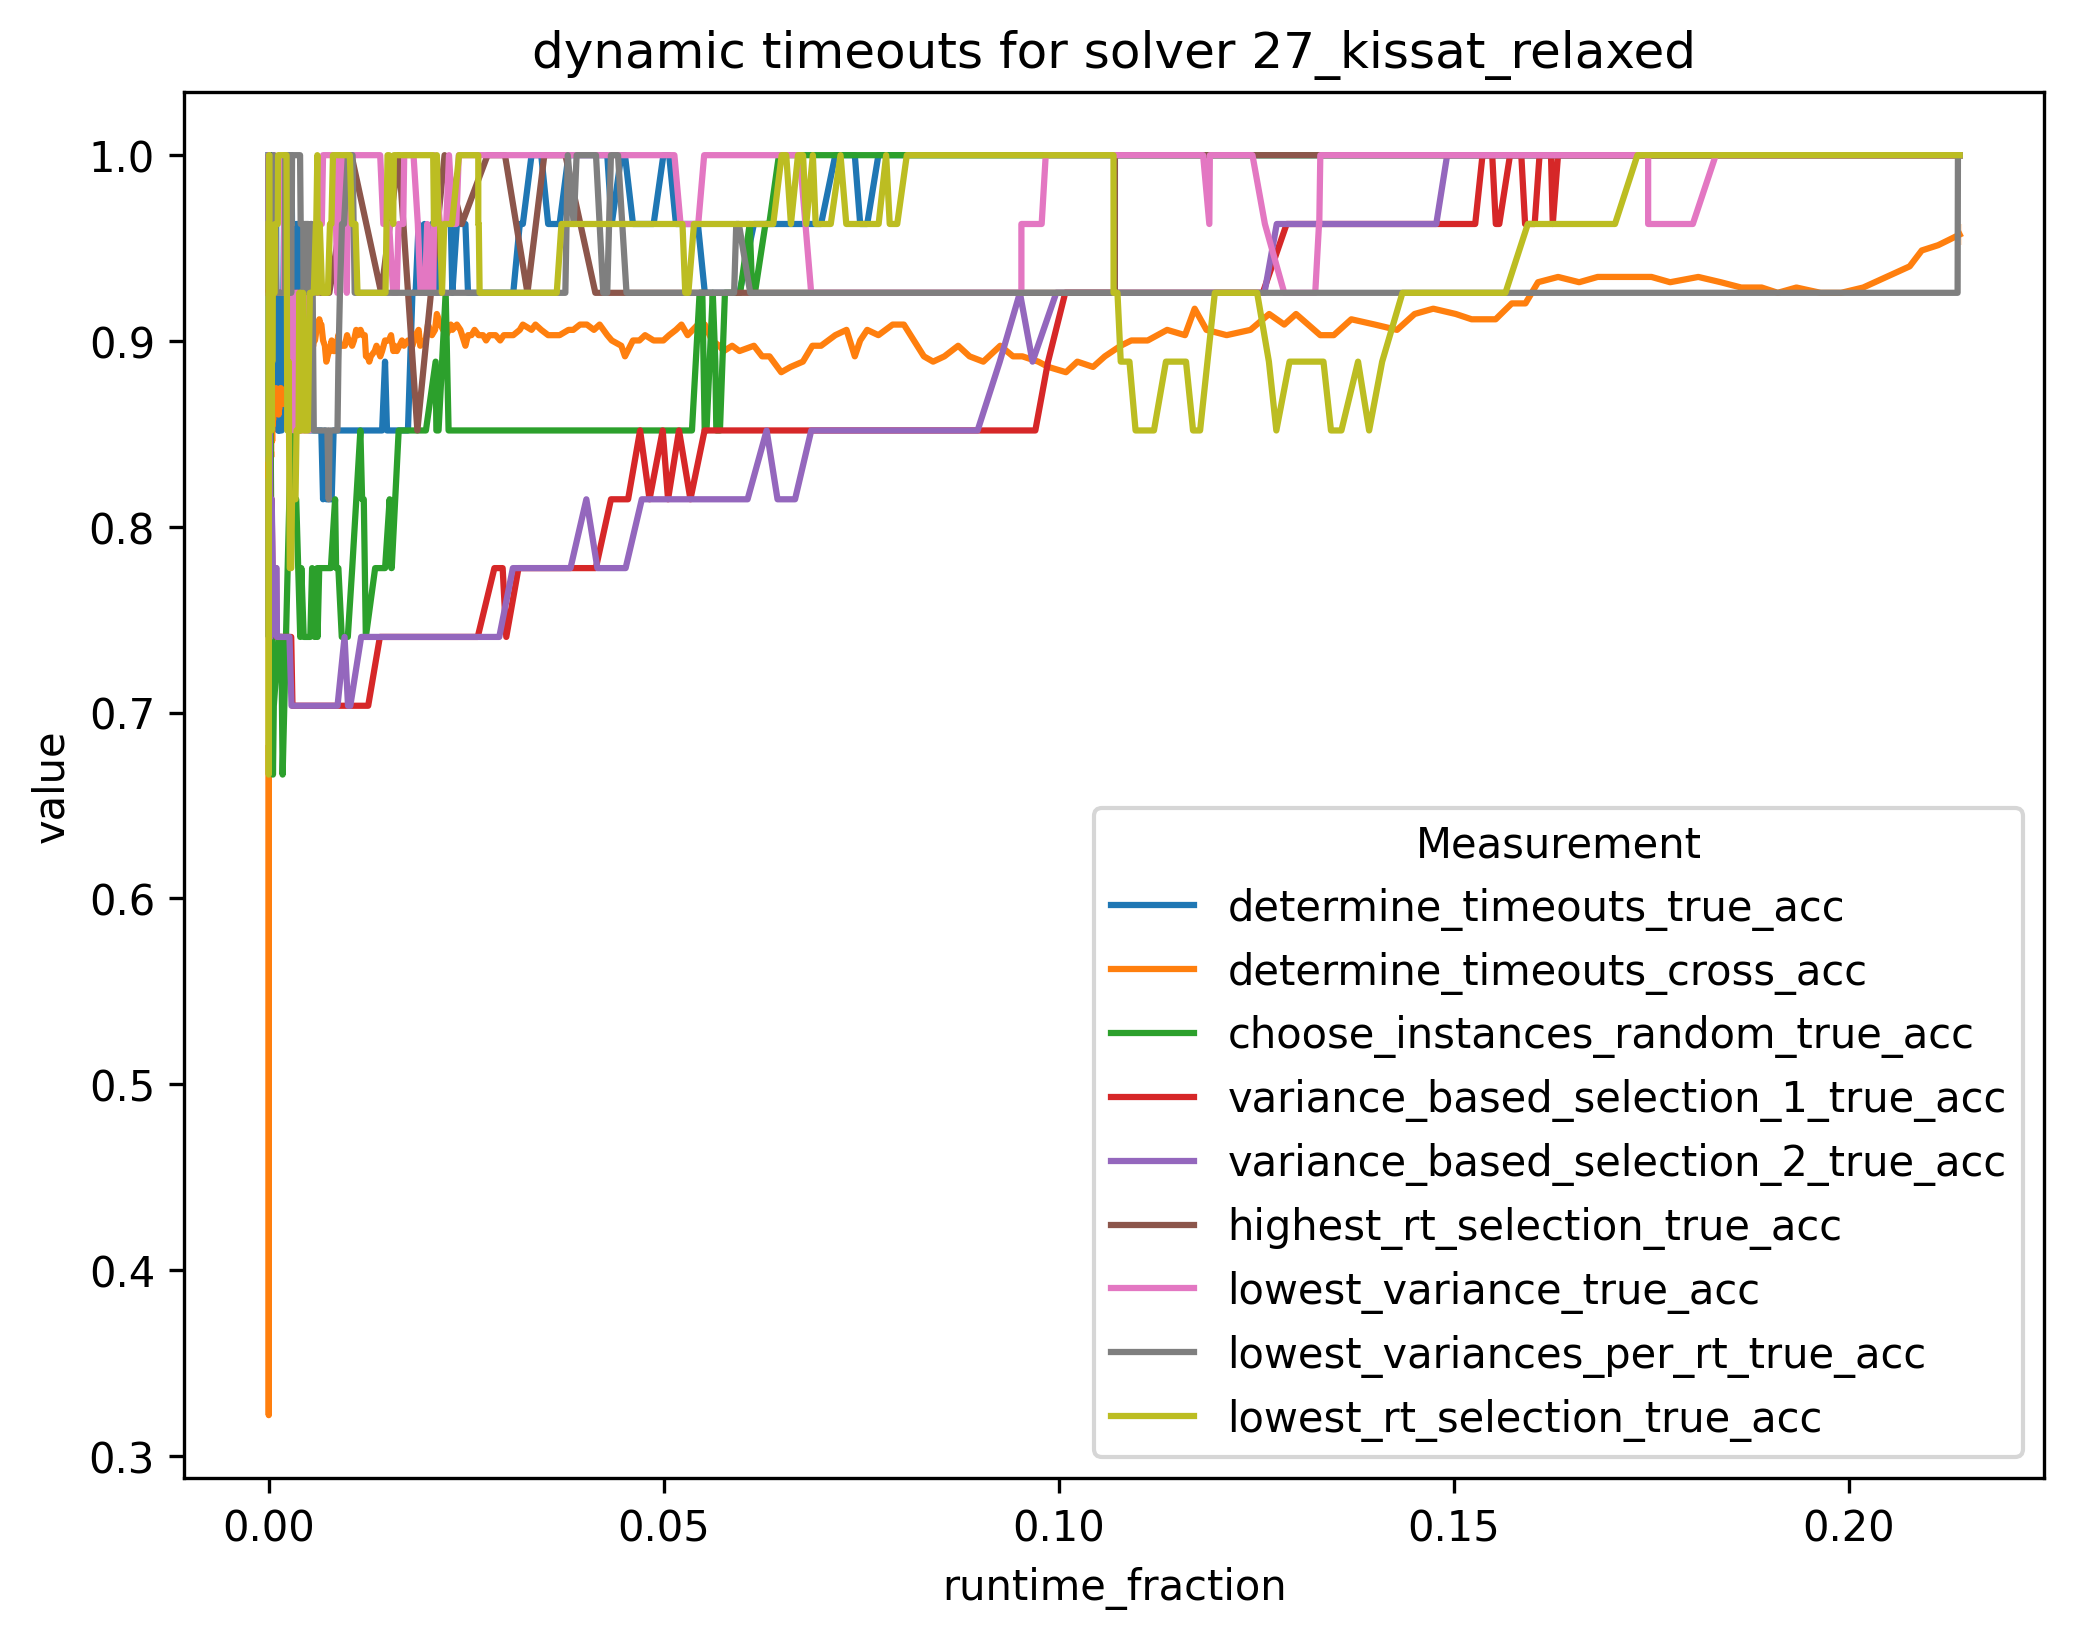 dynamic timeouts for solver 27_kissat_relaxed
1.0
0.9
0.8
0.7
0.6
0.5
0.4
0.3
value
0.00
0.05
0.10
0.15
0.20
runtime_fraction
Measurement
determine_timeouts_true_acc
determine_timeouts_cross_acc
choose_instances_random_true_acc
variance_based_selection_1_true_acc
variance_based_selection_2_true_acc
highest_rt_selection_true_acc
lowest_variance_true_acc
lowest_variances_per_rt_true_acc
lowest_rt_selection_true_acc